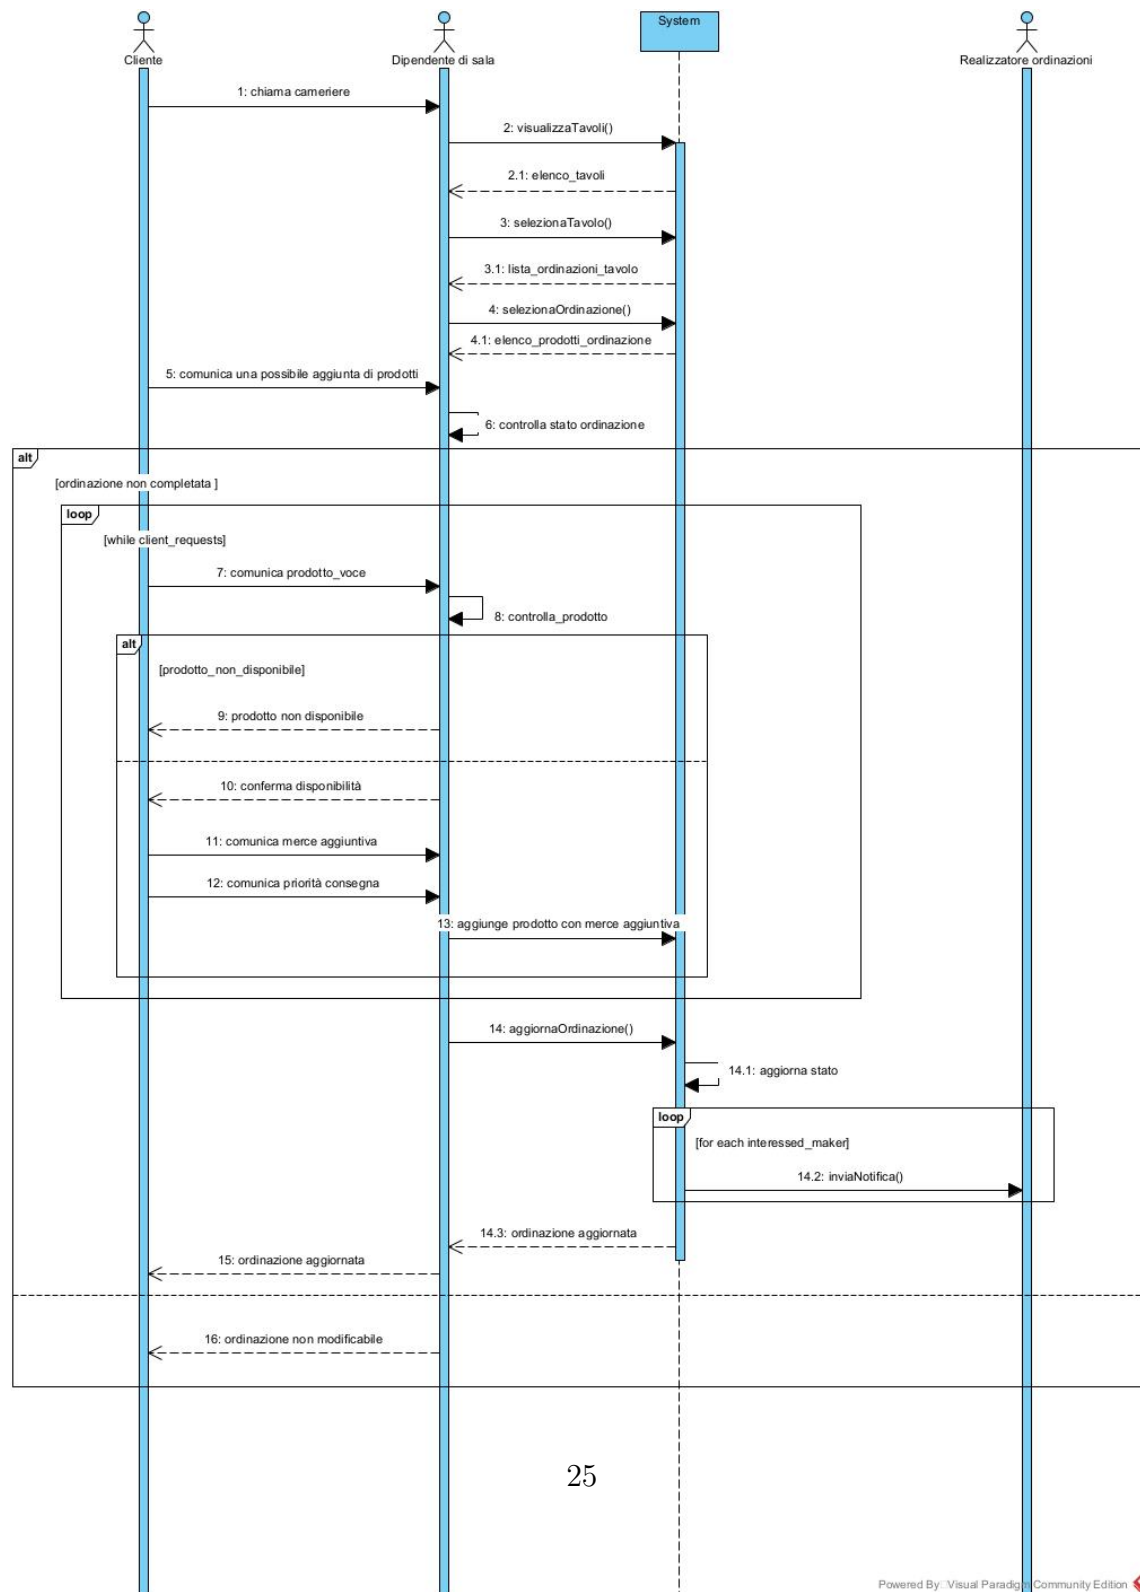 System
Cliente
Dipendente di sala
Realizzatore ordinazioni
1: chiama cameriere
2: visualizzaTavoli()
2.1: elenco_tavoli
3: selezionaTavolo()
3.1: lista_ordinazioni_tavolo
4: selezionaOrdinazione()
4.1: elenco_prodotti_ordinazione
5: comunica una possibile aggiunta di prodotti
6: controlla stato ordinazione
alt
[ordinazione non completata ]
loop
[while client_requests]
7: comunica prodotto_voce
8: controlla_prodotto
alt
[prodotto_non_disponibile]
9: prodotto non disponibile
10: conferma disponibilità
11: comunica merce aggiuntiva
12: comunica priorità consegna
13: aggiunge prodotto con merce aggiuntiva
14: aggiornaOrdinazione()
14.1: aggiorna stato
loop
[for each interessed_maker]
14.2: inviaNotifica()
14.3: ordinazione aggiornata
15: ordinazione aggiornata
16: ordinazione non modificabile
25
Powered By Visual Paradigm Community Edition